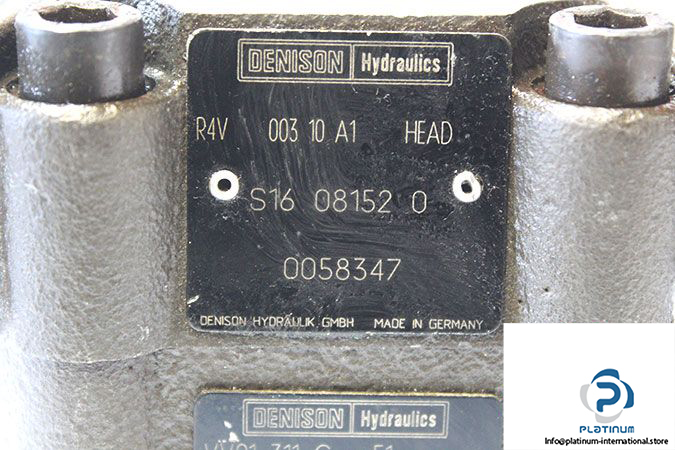 DENISON Hydraulics
R4V 003 10 A1 HEAD
S16 08152 0
0058347
DENISON HYDRAULIK GMBH MADE IN GERMANY
DENISON Hydraulics
PLATINUM
Info@platinum-international.store